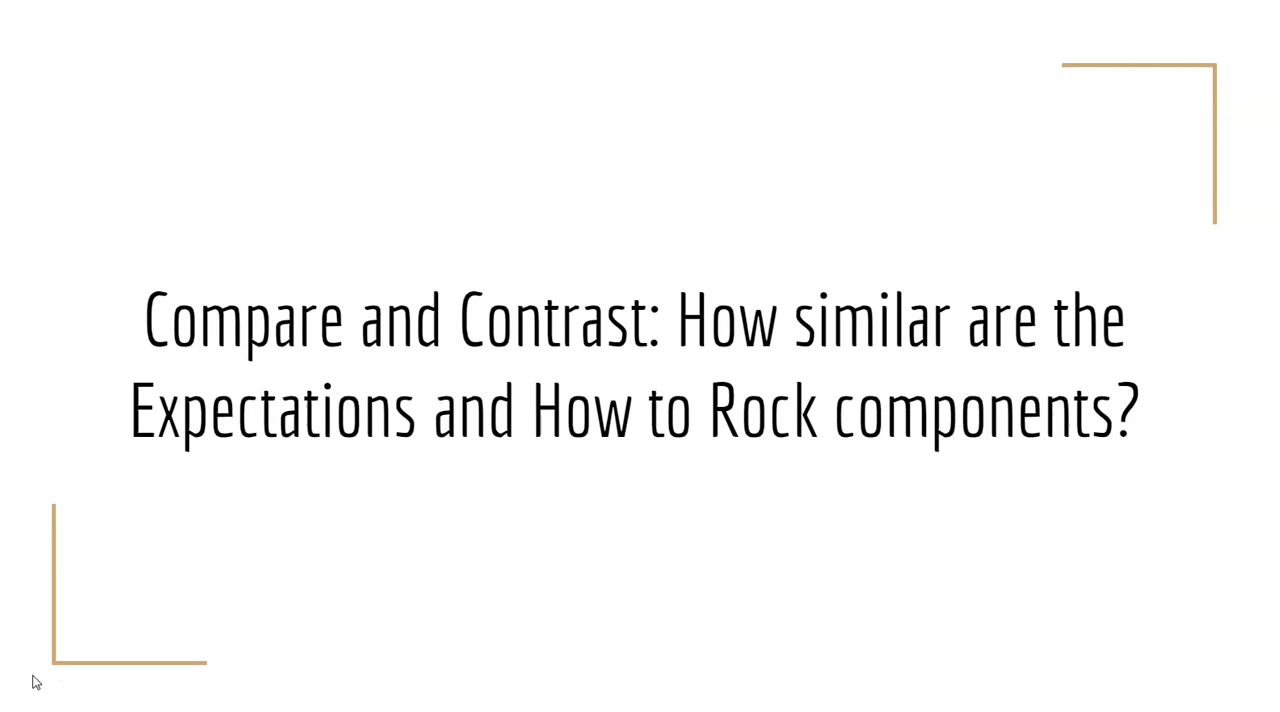 Compare and Contrast: How similar are the
Expectations and How to Rock components?